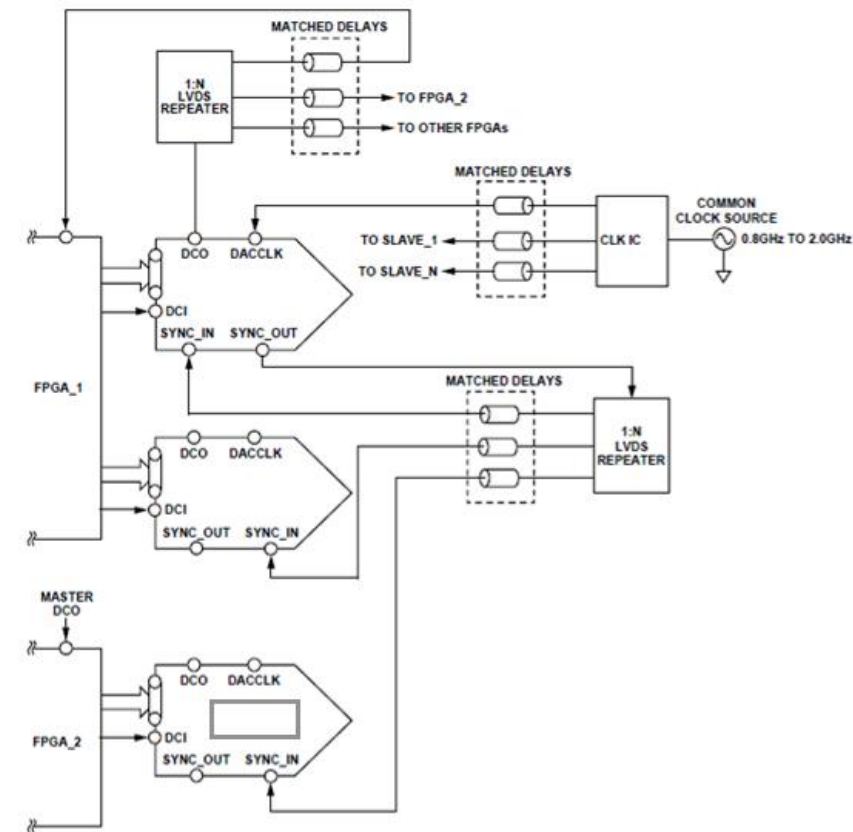 MATCHED DELAYS
1:N
LVDS
REPEATER
TO FPGA_2
TO OTHER FPGAs
MATCHED DELAYS
COMMON
CLOCK SOURCE
TO SLAVE_1
CLK IC
0.8GHz TO 2.0GHz
TO SLAVE_N
DCO DACCLK
DCI
SYNC_IN SYNC_OUT
FPGA_1
MATCHED DELAYS
1:N
LVDS
REPEATER
DCO DACCLK
DCI
SYNC_OUT SYNC_IN
MASTER
DCO
DCO DACCLK
FPGA_2
DCI
SYNC_OUT SYNC_IN